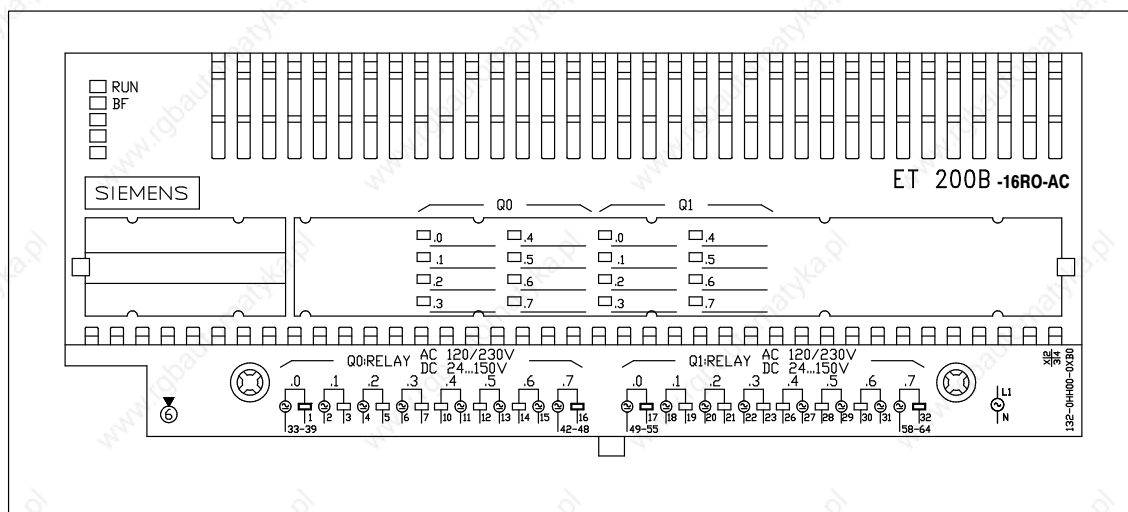 RUN
BF
SIEMENS
ET 200B -16RO-AC
Q0 Q1
.0 .4 .0 .4
.1 .5 .1 .5
.2 .6 .2 .6
.3 .7 .3 .7
Q0:RELAY AC 120/230V
DC 24...150V
Q1:RELAY AC 120/230V
DC 24...150V
.0 .1 .2 .3 .4 .5 .6 .7
.0 .1 .2 .3 .4 .5 .6 .7
1 2 3 4 5 6 7 10 11 12 13 14 15 16
17 18 19 20 21 22 23 26 27 28 29 30 31 32
33-39 42-48 49-55 58-64
6
L1
N
132-0HH00-0XB0
X12
314
www.rgbautomatyka.pl